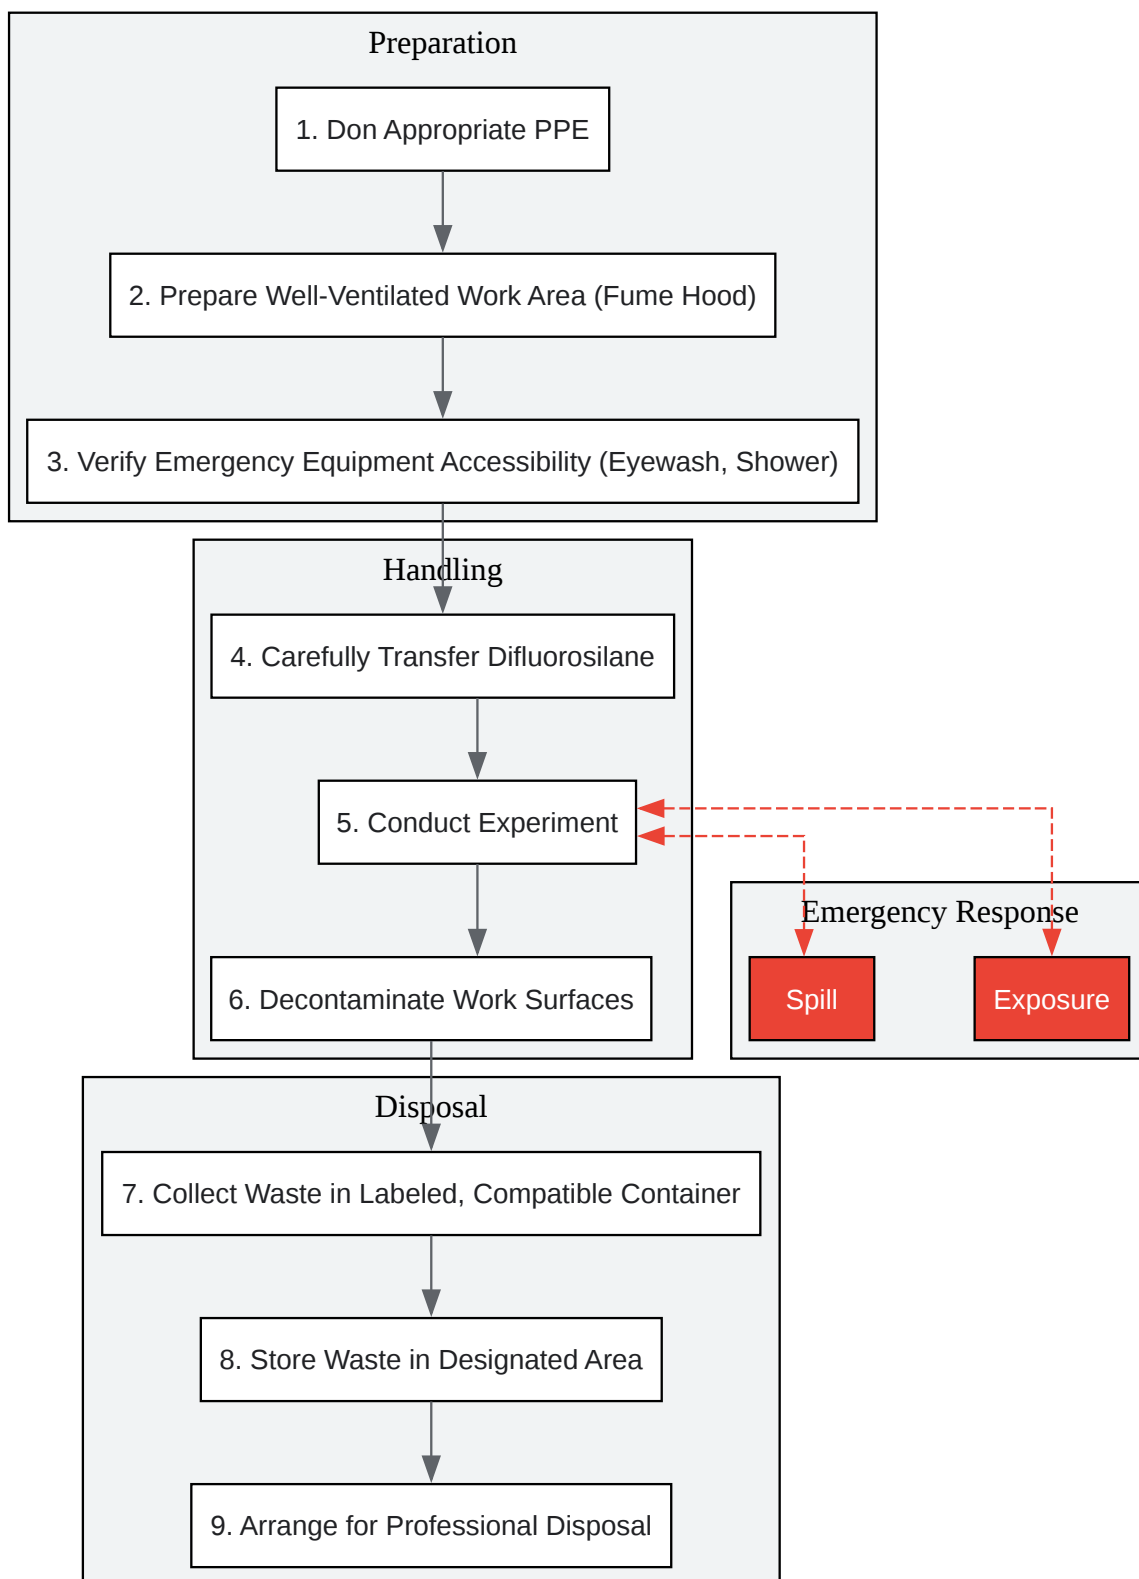 Preparation
1. Don Appropriate PPE
2. Prepare Well-Ventilated Work Area (Fume Hood)
3. Verify Emergency Equipment Accessibility (Eyewash, Shower)
Handling
4. Carefully Transfer Difluorosilane
5. Conduct Experiment
6. Decontaminate Work Surfaces
Emergency Response
Spill
Exposure
Disposal
7. Collect Waste in Labeled, Compatible Container
8. Store Waste in Designated Area
9. Arrange for Professional Disposal